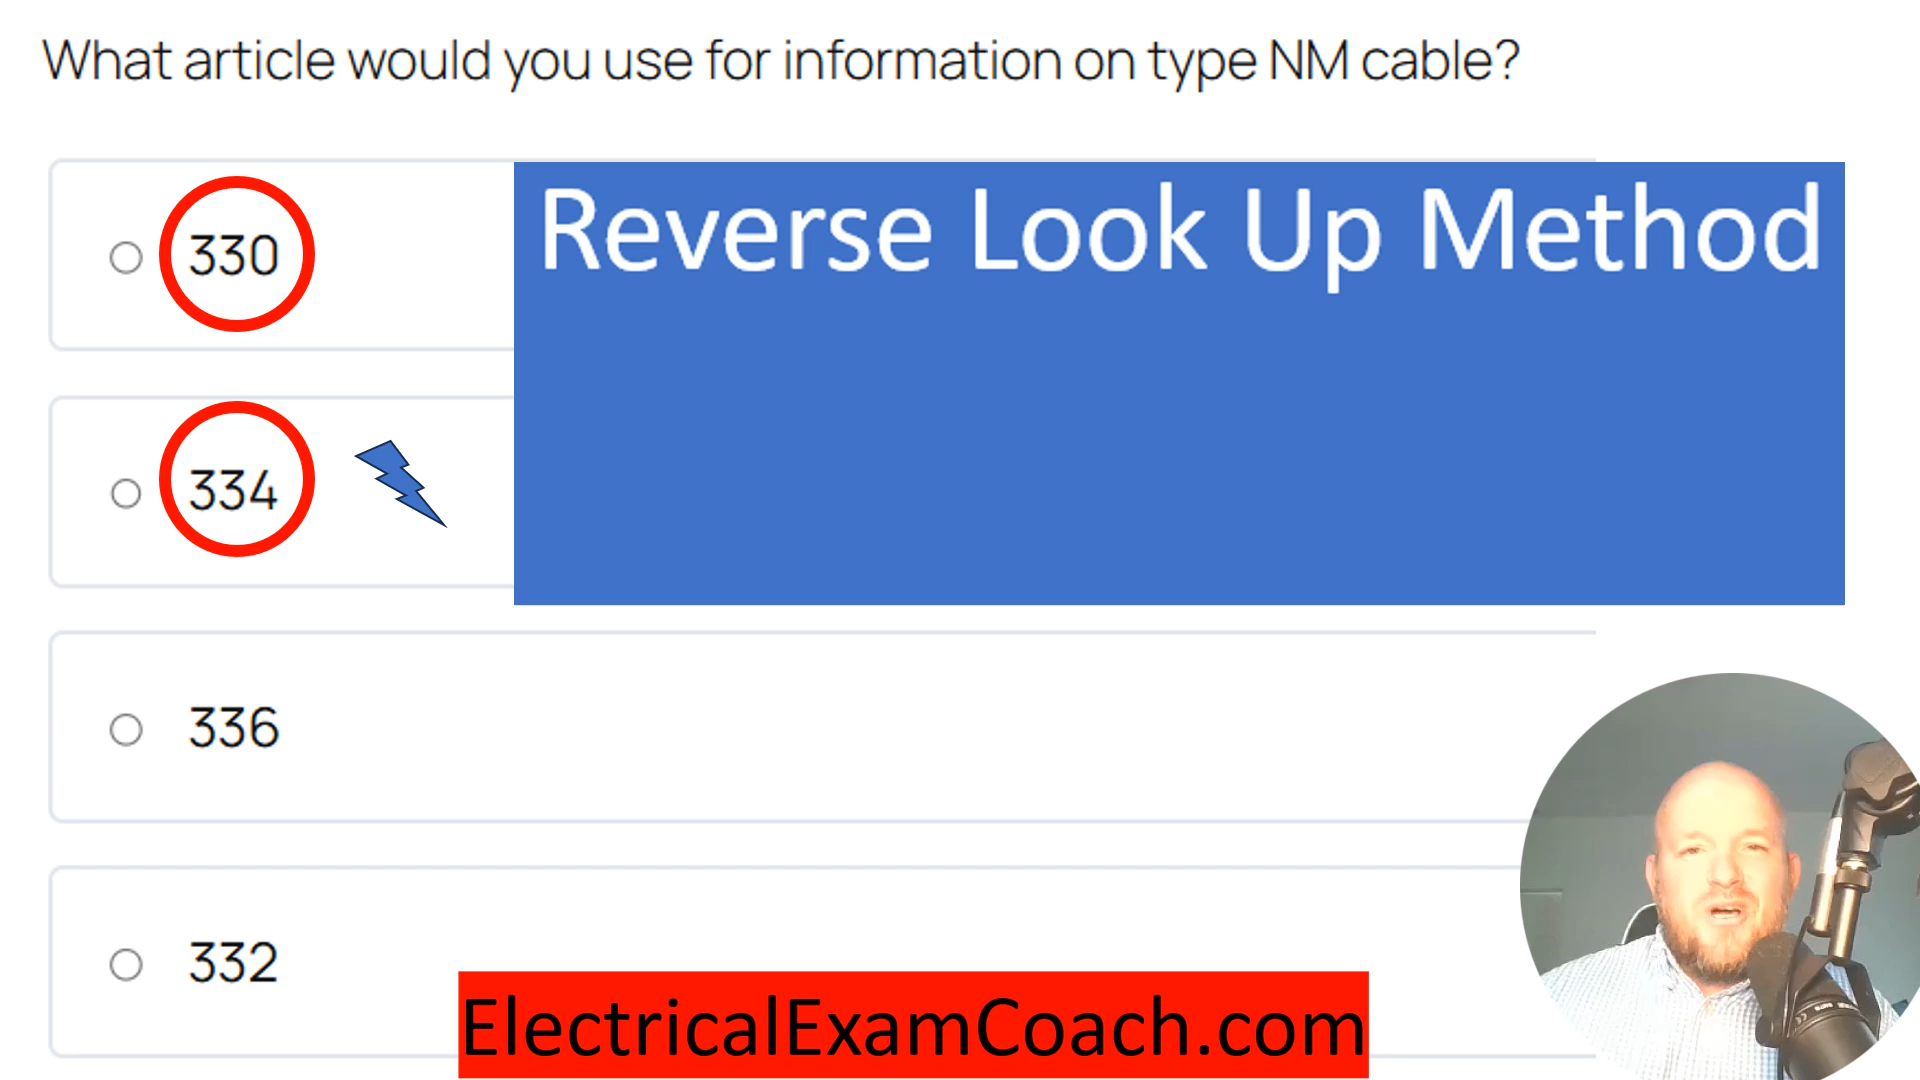 What article would you use for information on type NM cable?
330
Reverse Look Up Method
334
336
332
ElectricalExamCoach.com